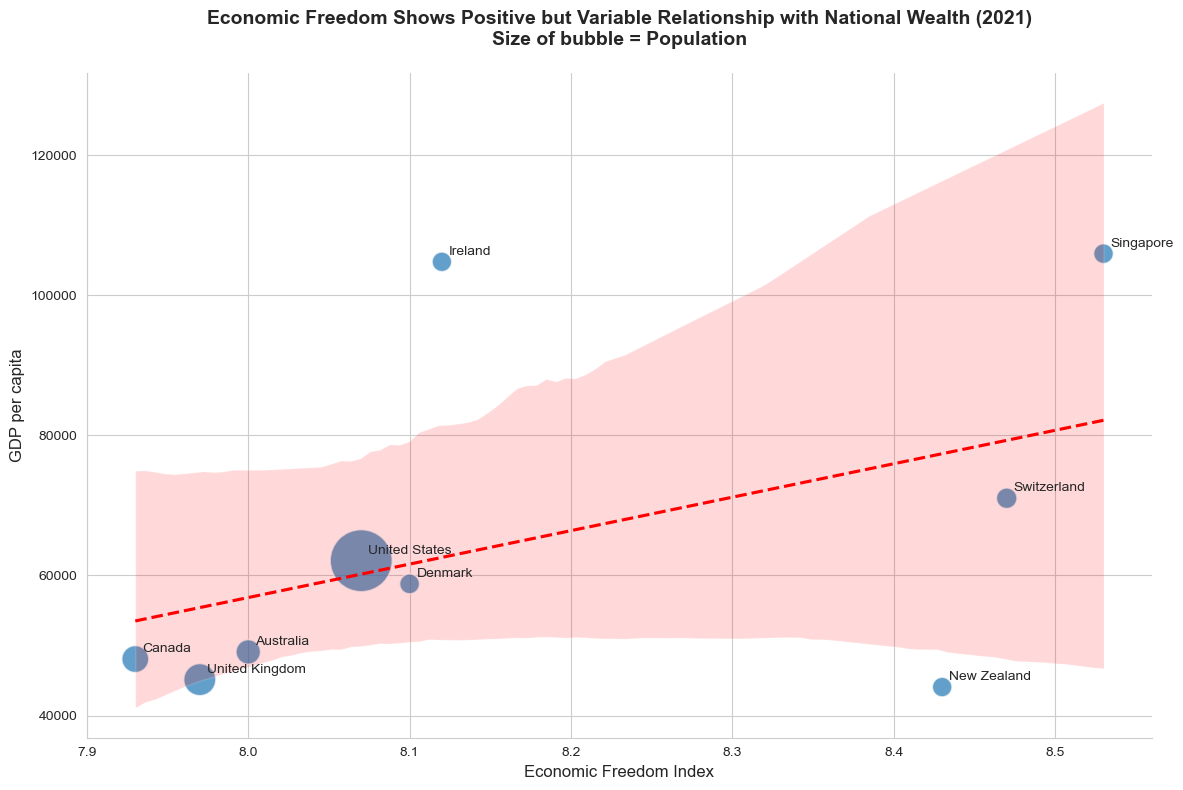 Economic Freedom Shows Positive but Variable Relationship with National Wealth (2021)
Size of bubble = Population
GDP per capita
120000
100000
80000
60000
40000
Ireland
Singapore
Switzerland
United States
Denmark
Australia
Canada
United Kingdom
New Zealand
7.9
8.0
8.1
8.2
8.3
8.4
8.5
Economic Freedom Index